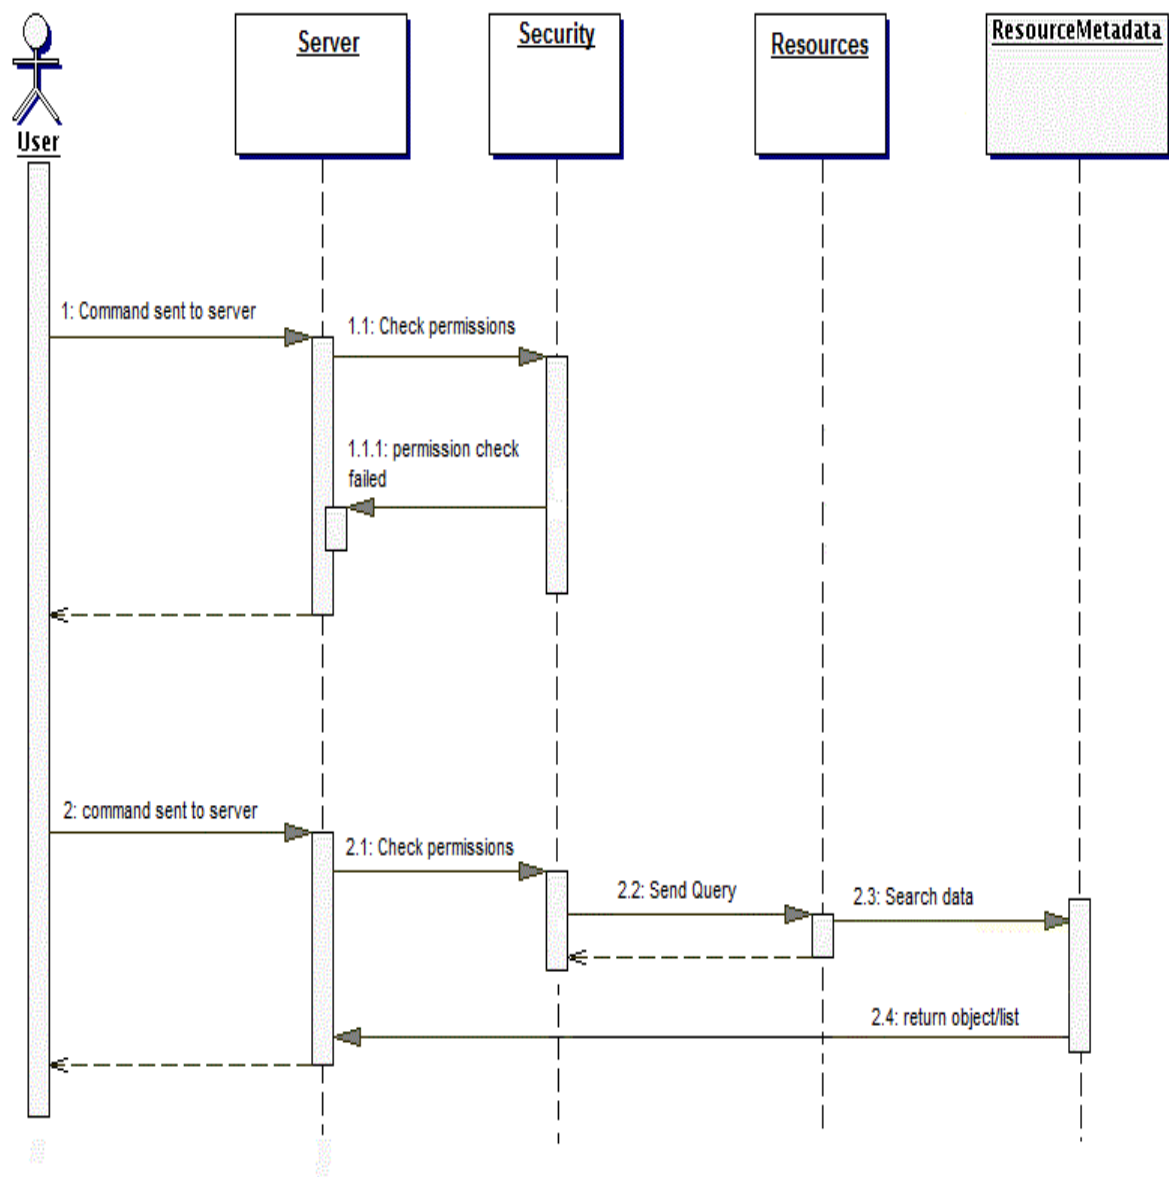 User
Server
Security
Resources
ResourceMetadata
1: Command sent to server
1.1: Check permissions
1.1.1: permission check
failed
2: command sent to server
2.1: Check permissions
2.2: Send Query
2.3: Search data
2.4: return object/list